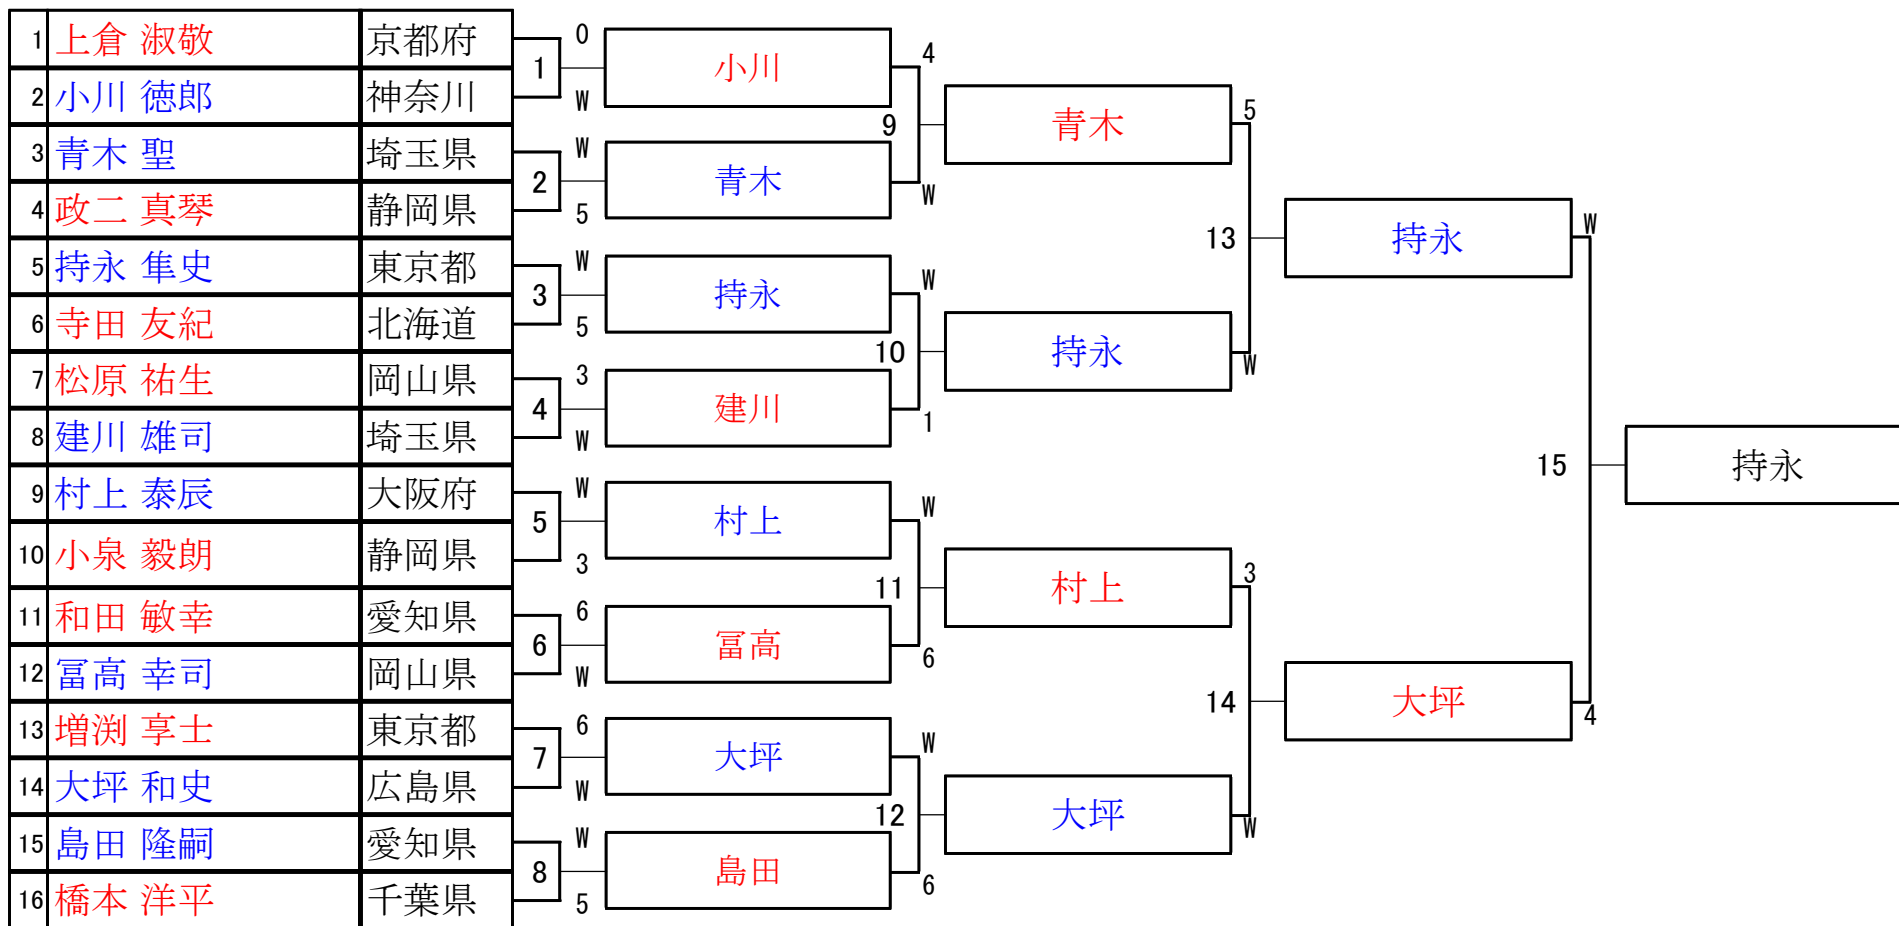 1 上倉 淑敬 京都府
2 小川 徳郎 神奈川
3 青木 聖 埼玉県
4 政二 真琴 静岡県
5 持永 隼史 東京都
6 寺田 友紀 北海道
7 松原 祐生 岡山県
8 建川 雄司 埼玉県
9 村上 泰辰 大阪府
10 小泉 毅朗 静岡県
11 和田 敏幸 愛知県
12 冨高 幸司 岡山県
13 増渕 享士 東京都
14 大坪 和史 広島県
15 島田 隆嗣 愛知県
16 橋本 洋平 千葉県
0
1
W
W
2
5
W
3
5
3
4
W
W
5
3
6
6
W
6
7
W
W
8
5
小川
青木
持永
建川
村上
冨高
大坪
島田
4
9
W
W
10
1
W
11
6
W
12
6
青木
持永
村上
大坪
5
13
W
3
14
W
持永
大坪
W
15
4
持永